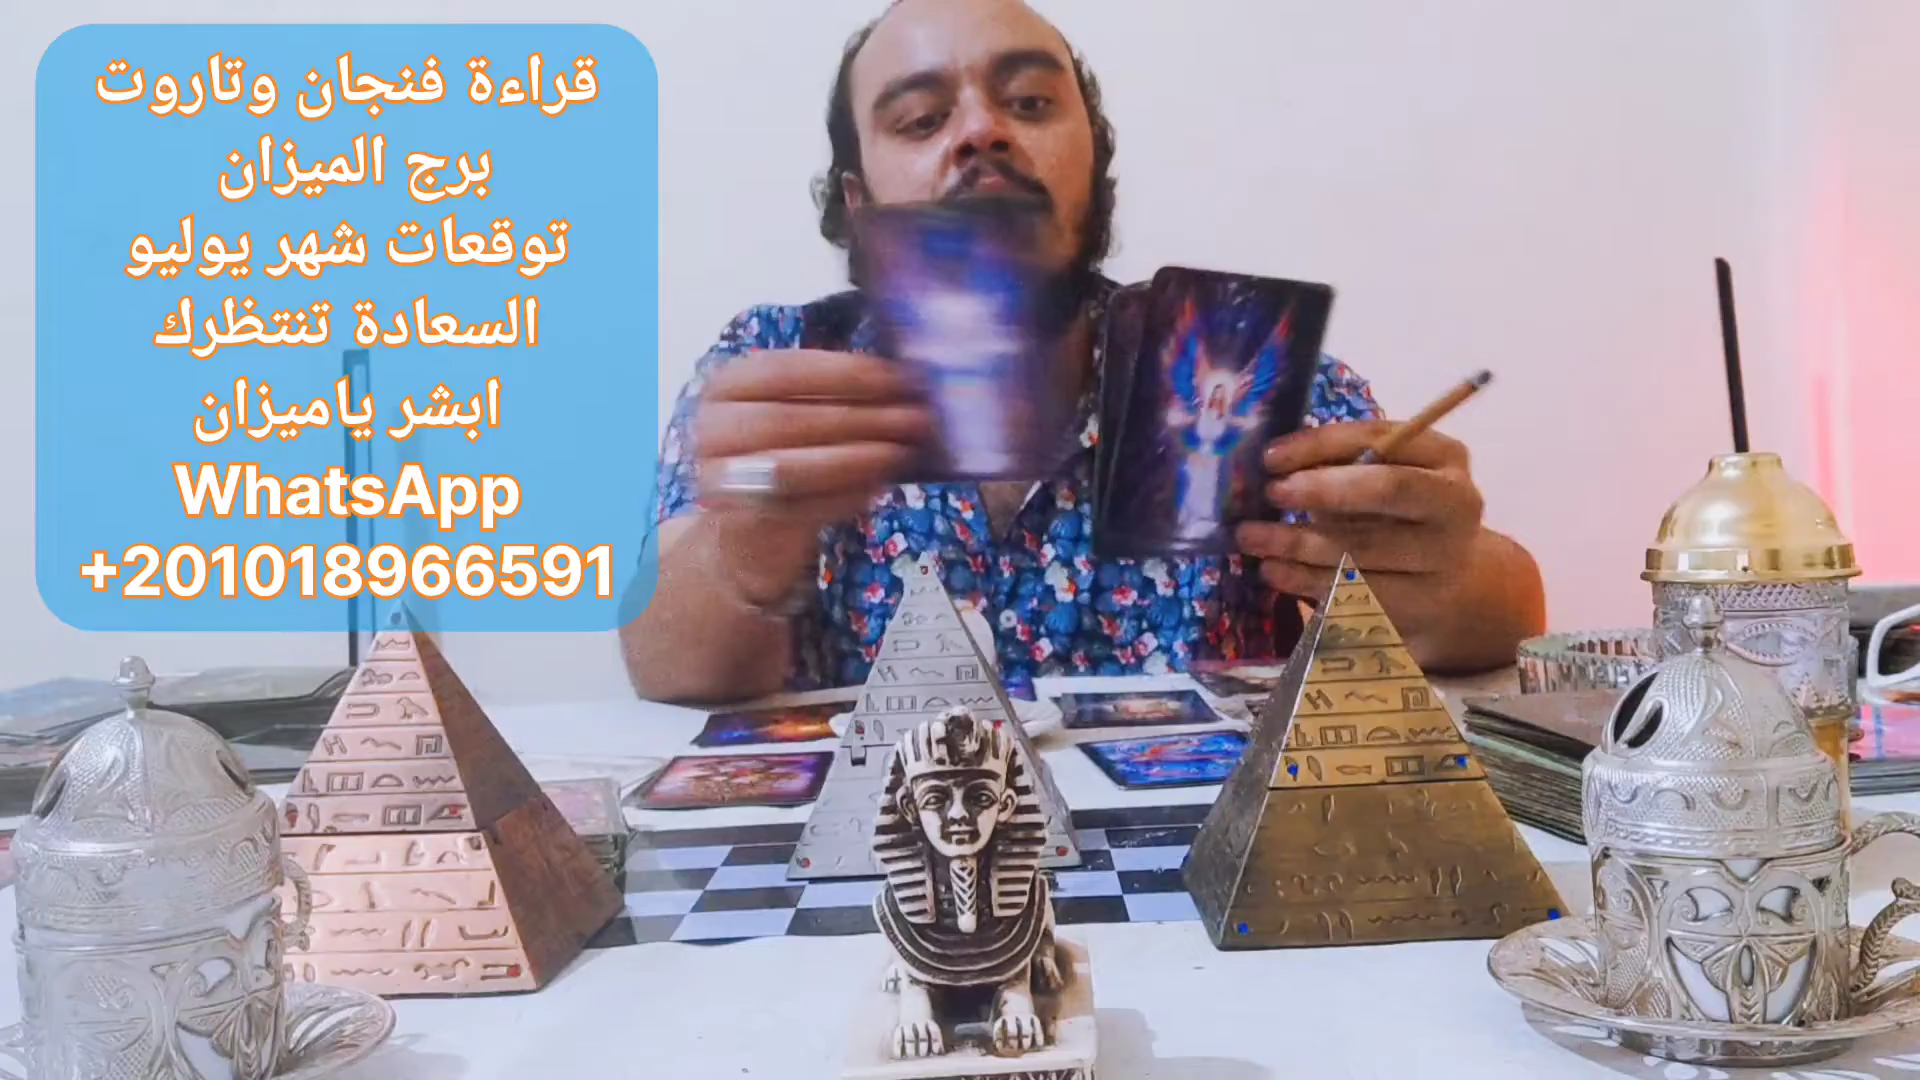 قراءة فنجان وتاروت
برج الميزان
توقعات شهر يوليو
السعادة تنتظرك
ابشر ياميزان
WhatsApp
+201018966591